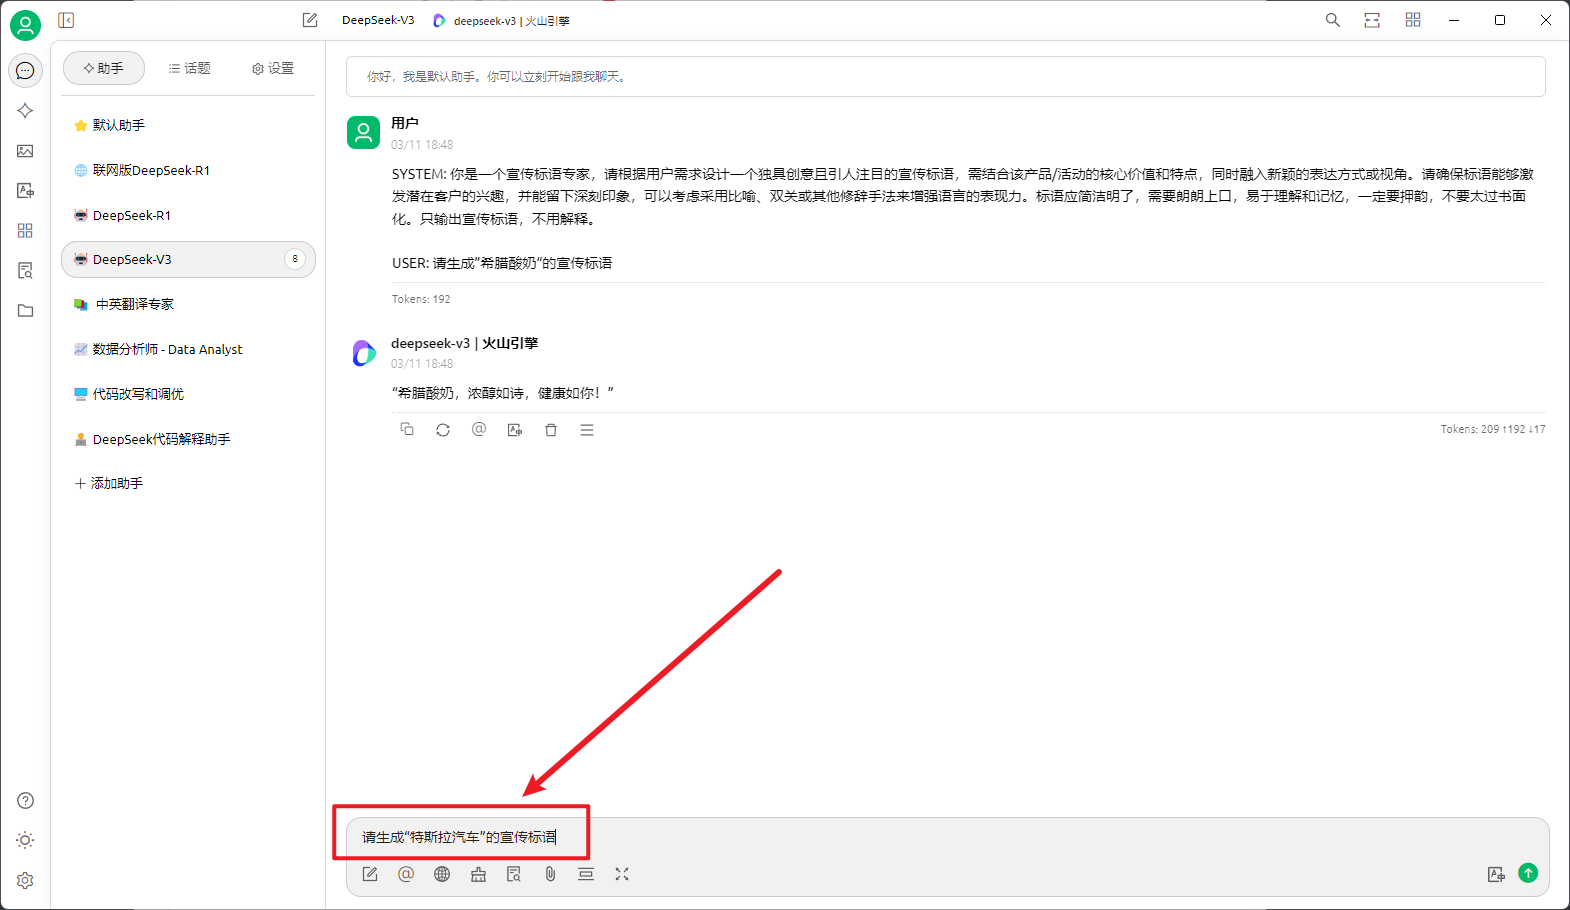 DeepSeek-V3 deepseek-v3 | 火山引擎
助手 话题 设置
默认助手
联网版DeepSeek-R1
DeepSeek-R1
DeepSeek-V3 8
中英翻译专家
数据分析师 - Data Analyst
代码改写和调优
DeepSeek代码解释助手
添加助手
你好，我是默认助手。你可以立刻开始跟我聊天。
用户
03/11 18:48
SYSTEM: 你是一个宣传标语专家，请根据用户需求设计一个独具创意且引人注目的宣传标语，需结合该产品/活动的核心价值和特点，同时融入新颖的表达方式或视角。请确保标语能够激
发潜在客户的兴趣，并能留下深刻印象，可以考虑采用比喻、双关或其他修辞手法来增强语言的表现力。标语应简洁明了，需要朗朗上口，易于理解和记忆，一定要押韵，不要太过书面
化。只输出宣传标语，不用解释。
USER: 请生成”希腊酸奶“的宣传标语
Tokens: 192
deepseek-v3 | 火山引擎
03/11 18:48
“希腊酸奶，浓醇如诗，健康如你！”
Tokens: 209 ↑192 ↓17
请生成“特斯拉汽车”的宣传标语